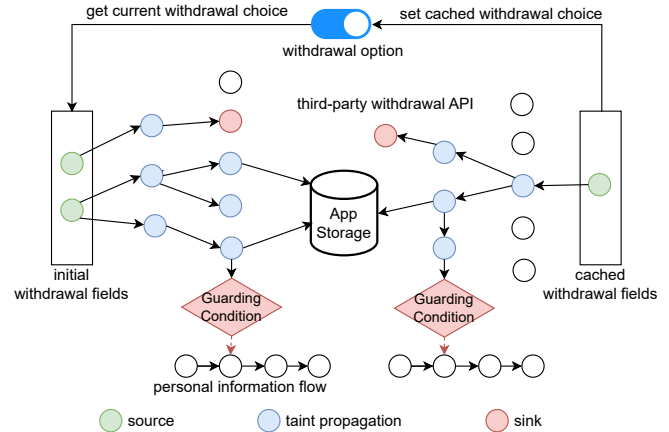 get current withdrawal choice
set cached withdrawal choice
withdrawal option
third-party withdrawal API
App
Storage
initial
withdrawal fields
cached
withdrawal fields
Guarding
Condition
Guarding
Condition
personal information flow
source
taint propagation
sink